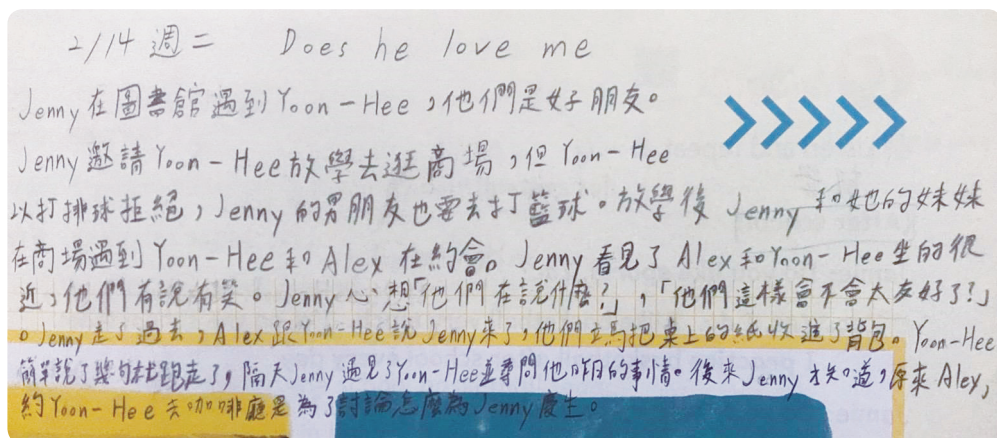 2/14 週二 Does he love me
Jenny在圖書館遇到Yoon-Hee,他們是好朋友。
Jenny邀請Yoon-Hee放學去逛商場,但Yoon-Hee
以打排球拒絕,Jenny的男朋友也要去打籃球。放學後Jenny和她的妹妹
在商場遇到Yoon-Hee和Alex在約會。Jenny看見了Alex和Yoon-Hee坐的很
近,他們有說有笑。Jenny心想「他們在說什麼?」,「他們這樣會不會太友好了?」
。Jenny走了過去,Alex跟Yoon-Hee說Jenny來了,他們立馬把桌上的紙收進了背包。Yoon-Hee
簡單說了幾句就跑走了,隔天Jenny遇見了Yoon-Hee並尋問他昨日的事情。後來Jenny才知道,原來Alex,
約Yoon-Hee去咖啡廳是為了討論怎麼為Jenny慶生。